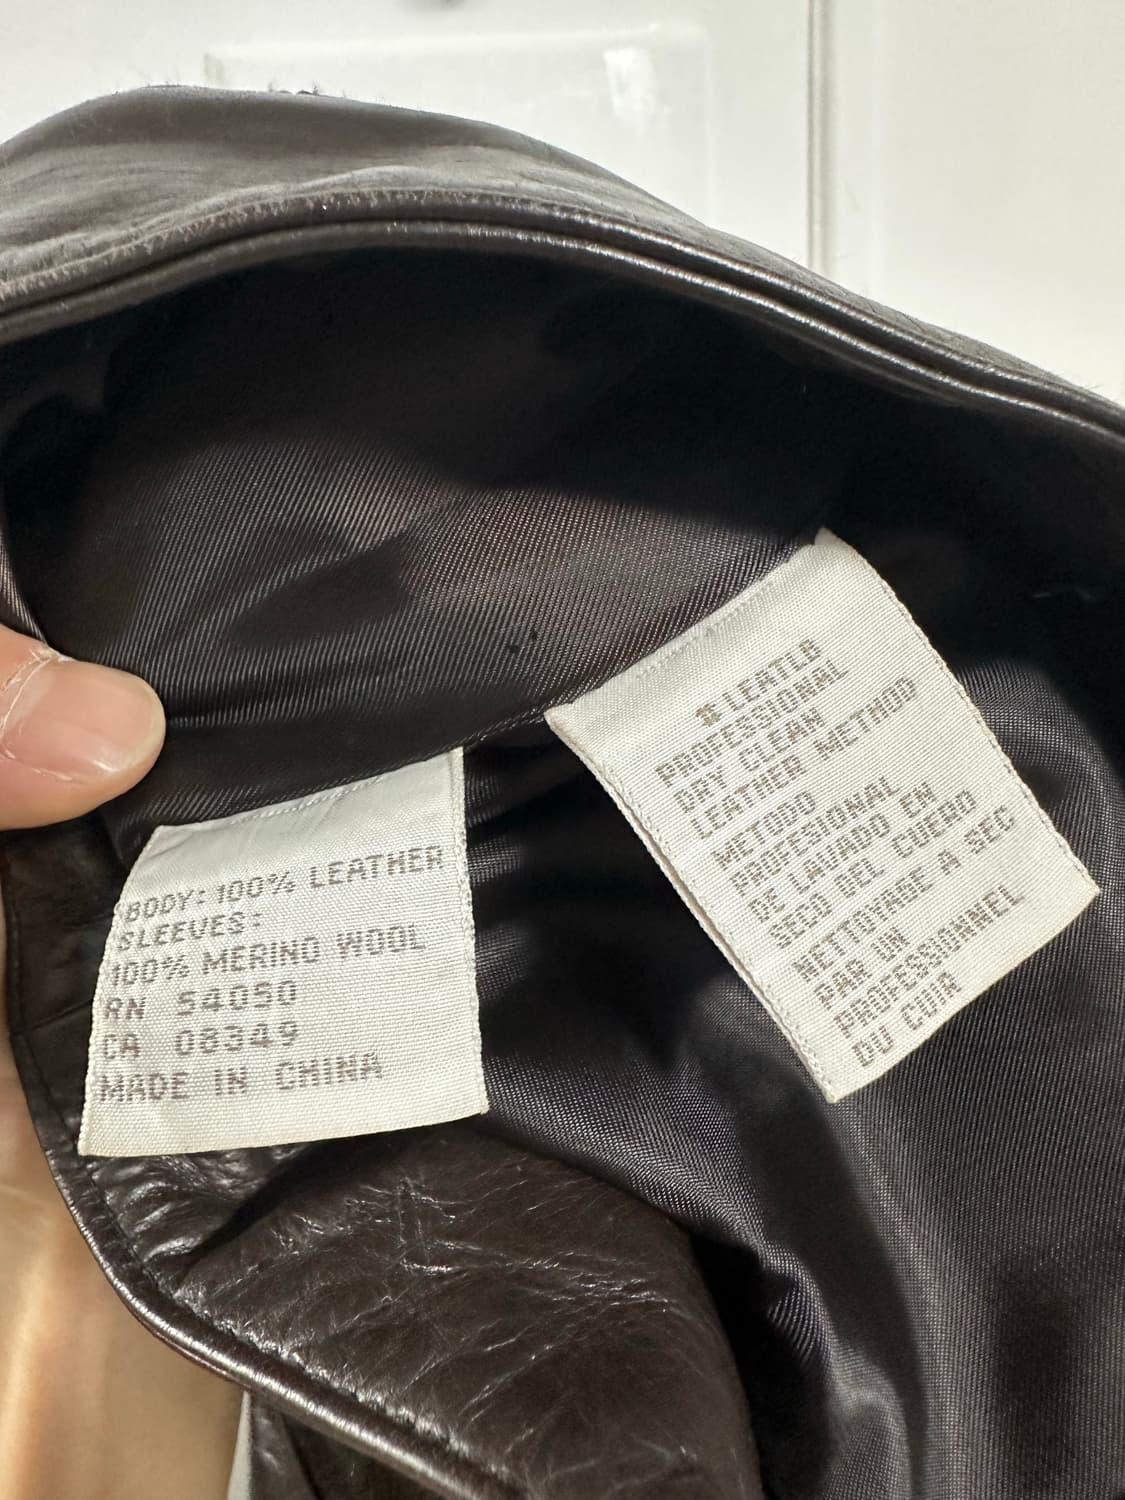 BODY: 100% LEATHER
SLEEVES:
100% MERINO WOOL
RN 54050
CA 08349
MADE IN CHINA
PROFESSIONAL
DRY CLEAN
LEATHER METHOD
METODO
PROFESIONAL
DE LAVADO EN
SECO DEL CUERO
NETTOYAGE A SEC
PAR UN
PROFESSIONNEL
DU CUIR